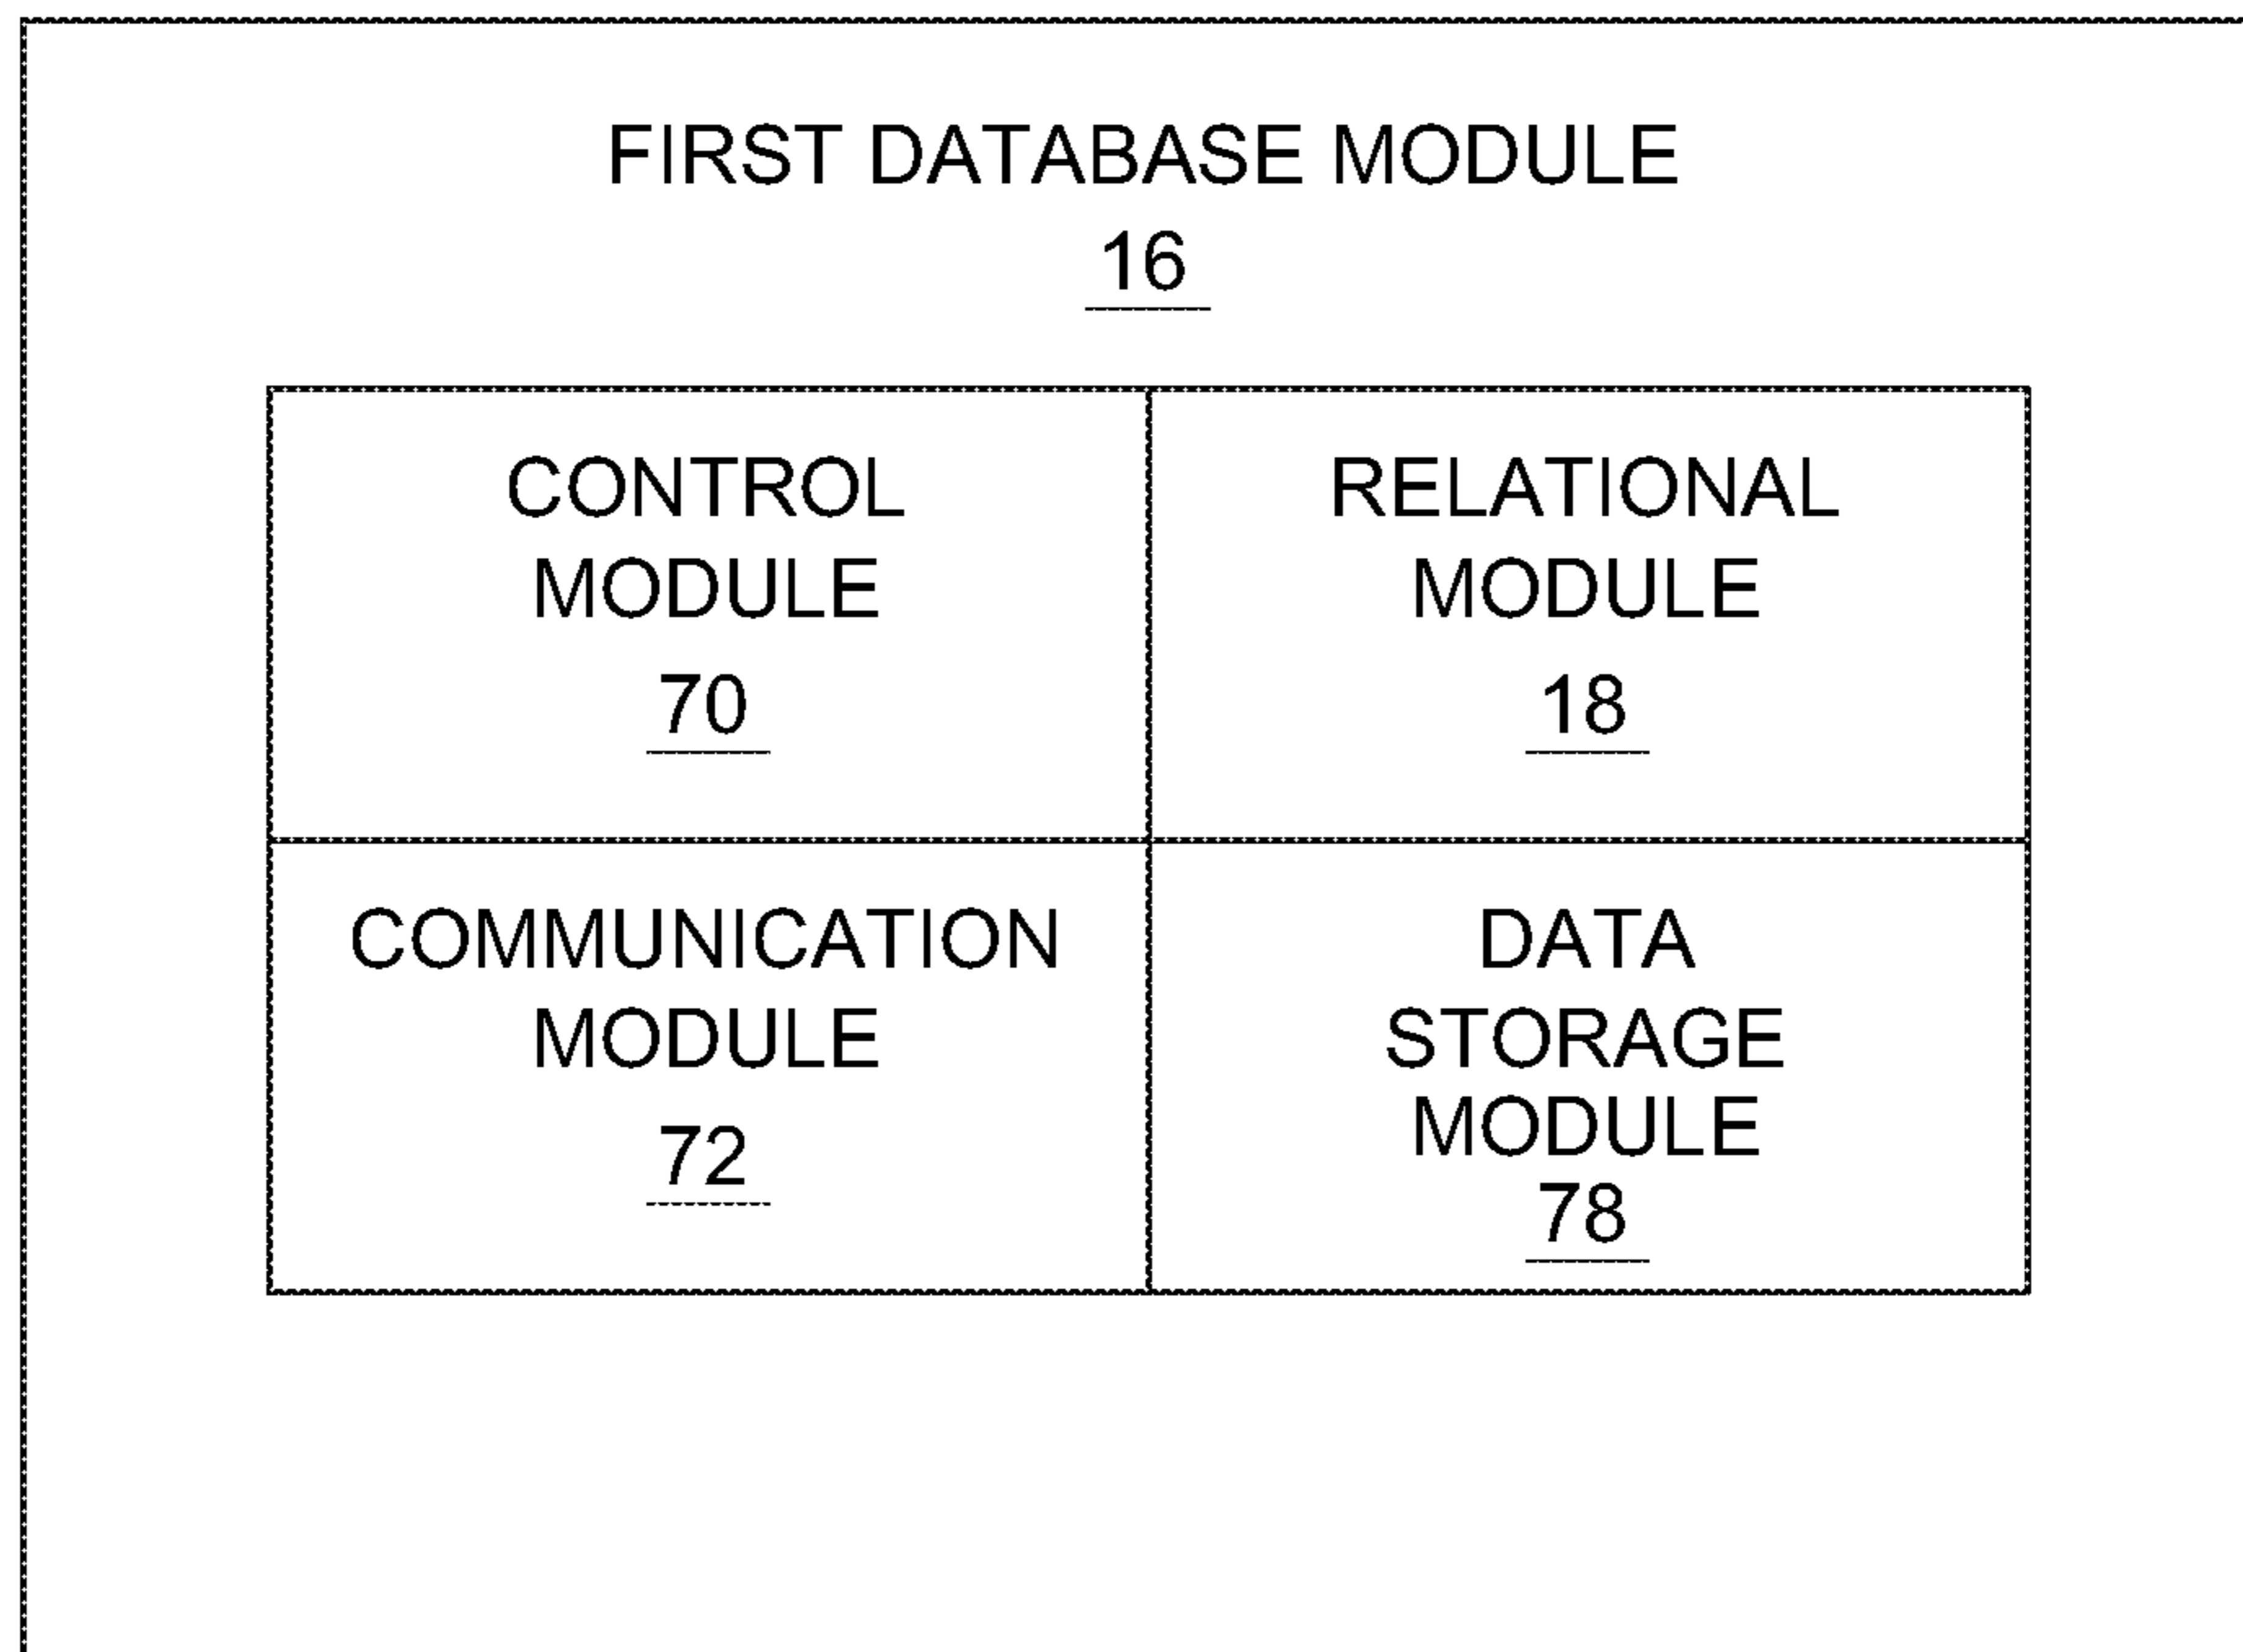 FIRST DATABASE MODULE
16
CONTROL
MODULE
70
RELATIONAL
MODULE
18
COMMUNICATION
MODULE
72
DATA
STORAGE
MODULE
78